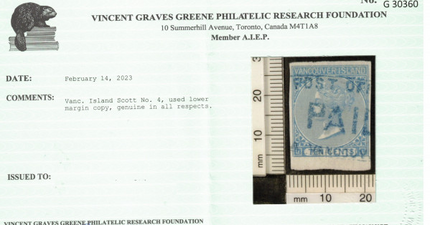 No. G 30360
VINCENT GRAVES GREENE PHILATELIC RESEARCH FOUNDATION
10 Summerhill Avenue, Toronto, Canada M4T1A8
Member A.I.E.P.
DATE: February 14, 2023
COMMENTS: Vanc. Island Scott No. 4, used lower
margin copy, genuine in all respects.
VANCOUVER ISLAND
POST OF
PAI
20
10
mm
mm 10 20
ISSUED TO:
VINCENT GRAVES GREENE PHILATELIC RESEARCH FOUNDATION